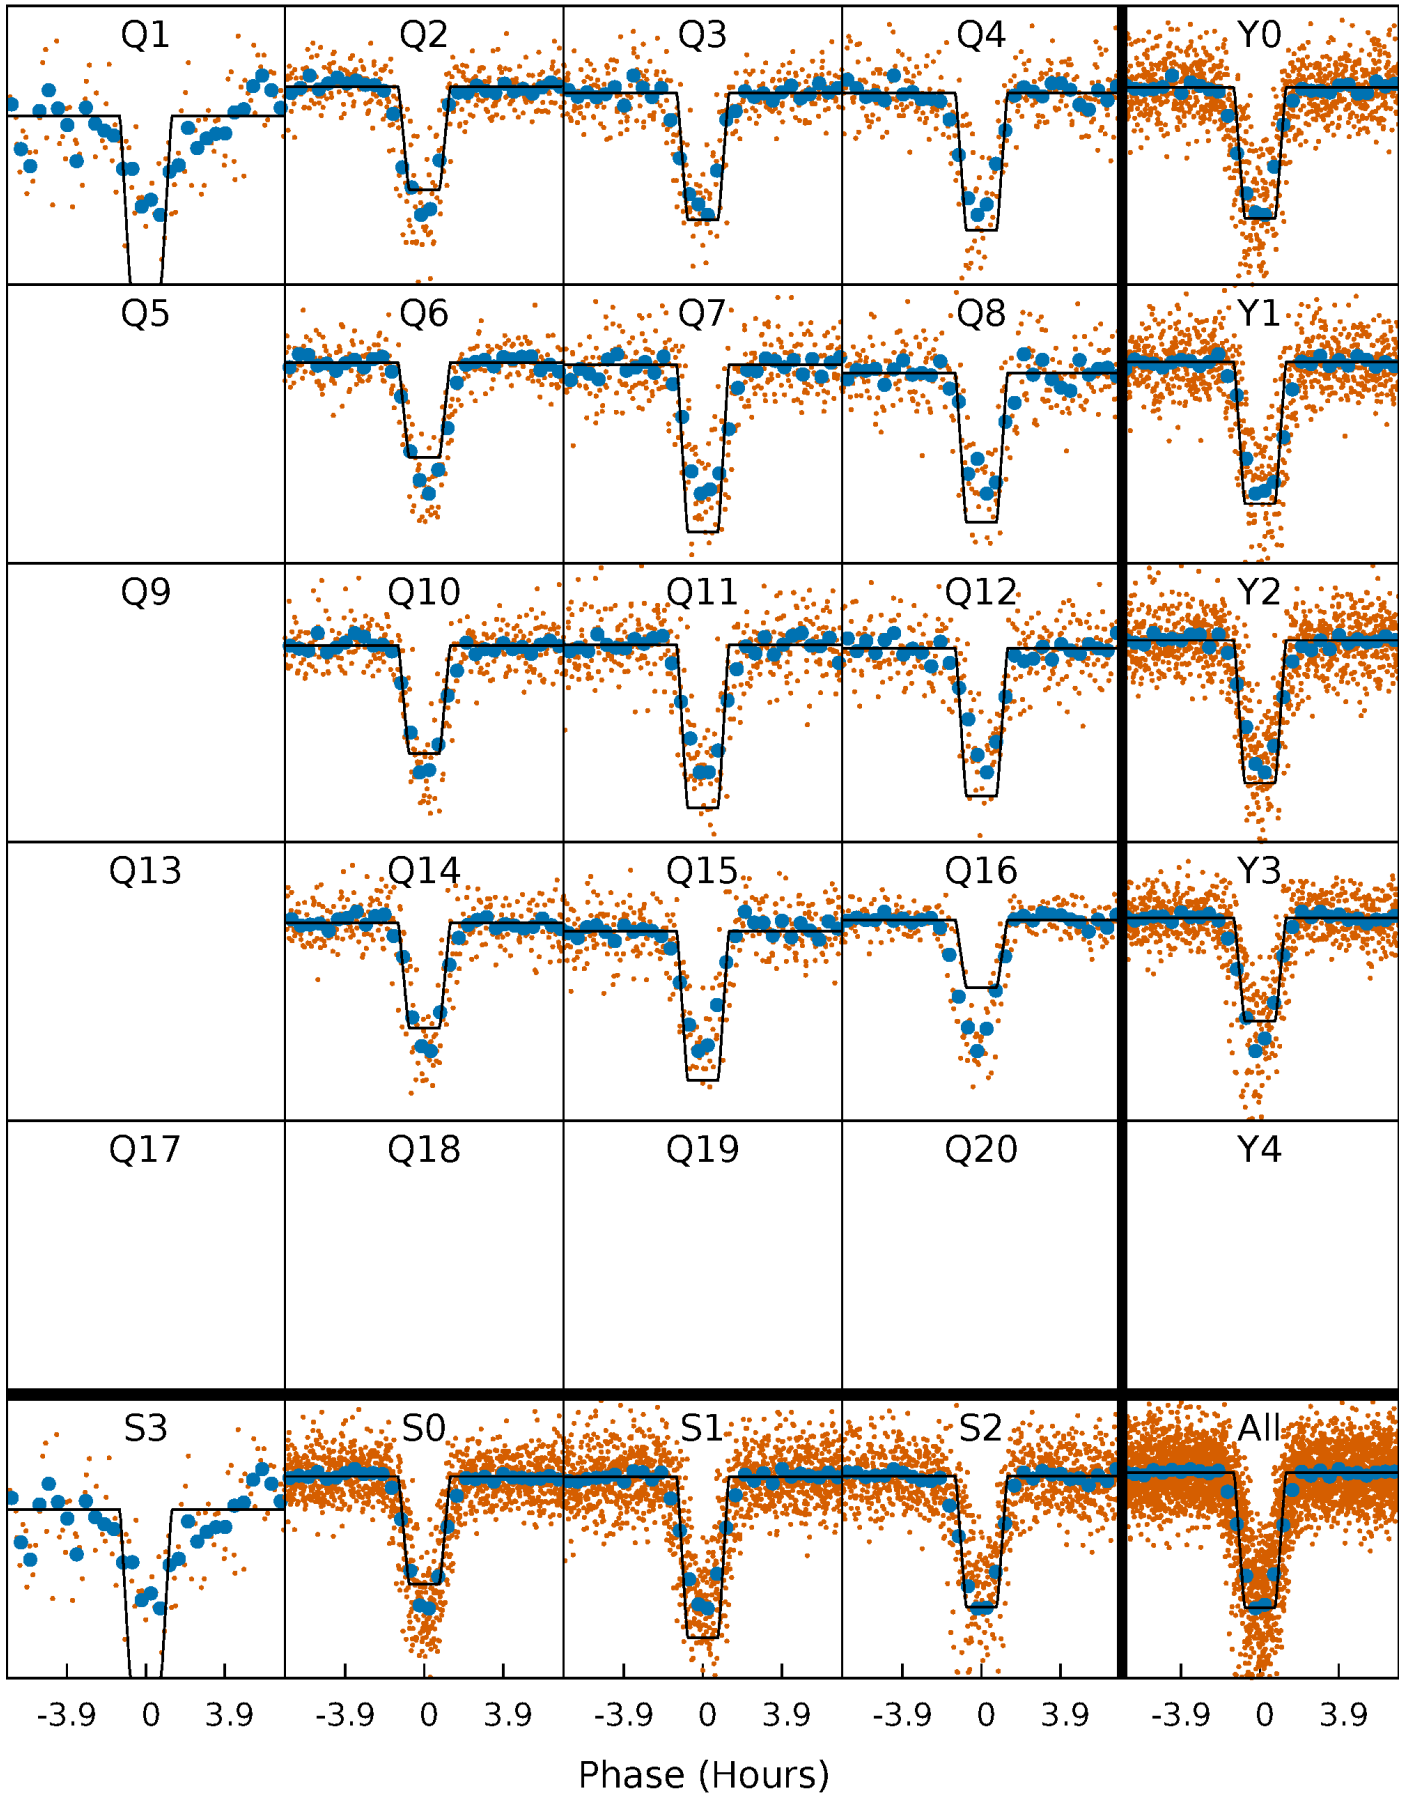 Q1 Q2 Q3 Q4 Y0
Q5 Q6 Q7 Q8 Y1
Q9 Q10 Q11 Q12 Y2
Q13 Q14 Q15 Q16 Y3
Q17 Q18 Q19 Q20 Y4
S3 S0 S1 S2 All
-3.9 0 3.9 -3.9 0 3.9 -3.9 0 3.9 -3.9 0 3.9 -3.9 0 3.9
Phase (Hours)